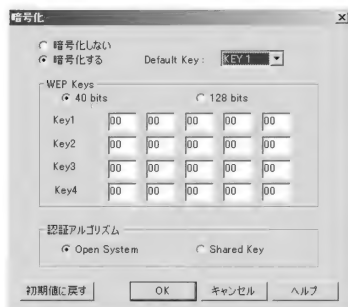 暗号化
暗号化しない
暗号化する Default Key : KEY 1
WEP Keys
40 bits 128 bits
Key1 00 00 00 00 00
Key2 00 00 00 00 00
Key3 00 00 00 00 00
Key4 00 00 00 00 00
認証アルゴリズム
Open System Shared Key
初期値に戻す OK キャンセル ヘルプ